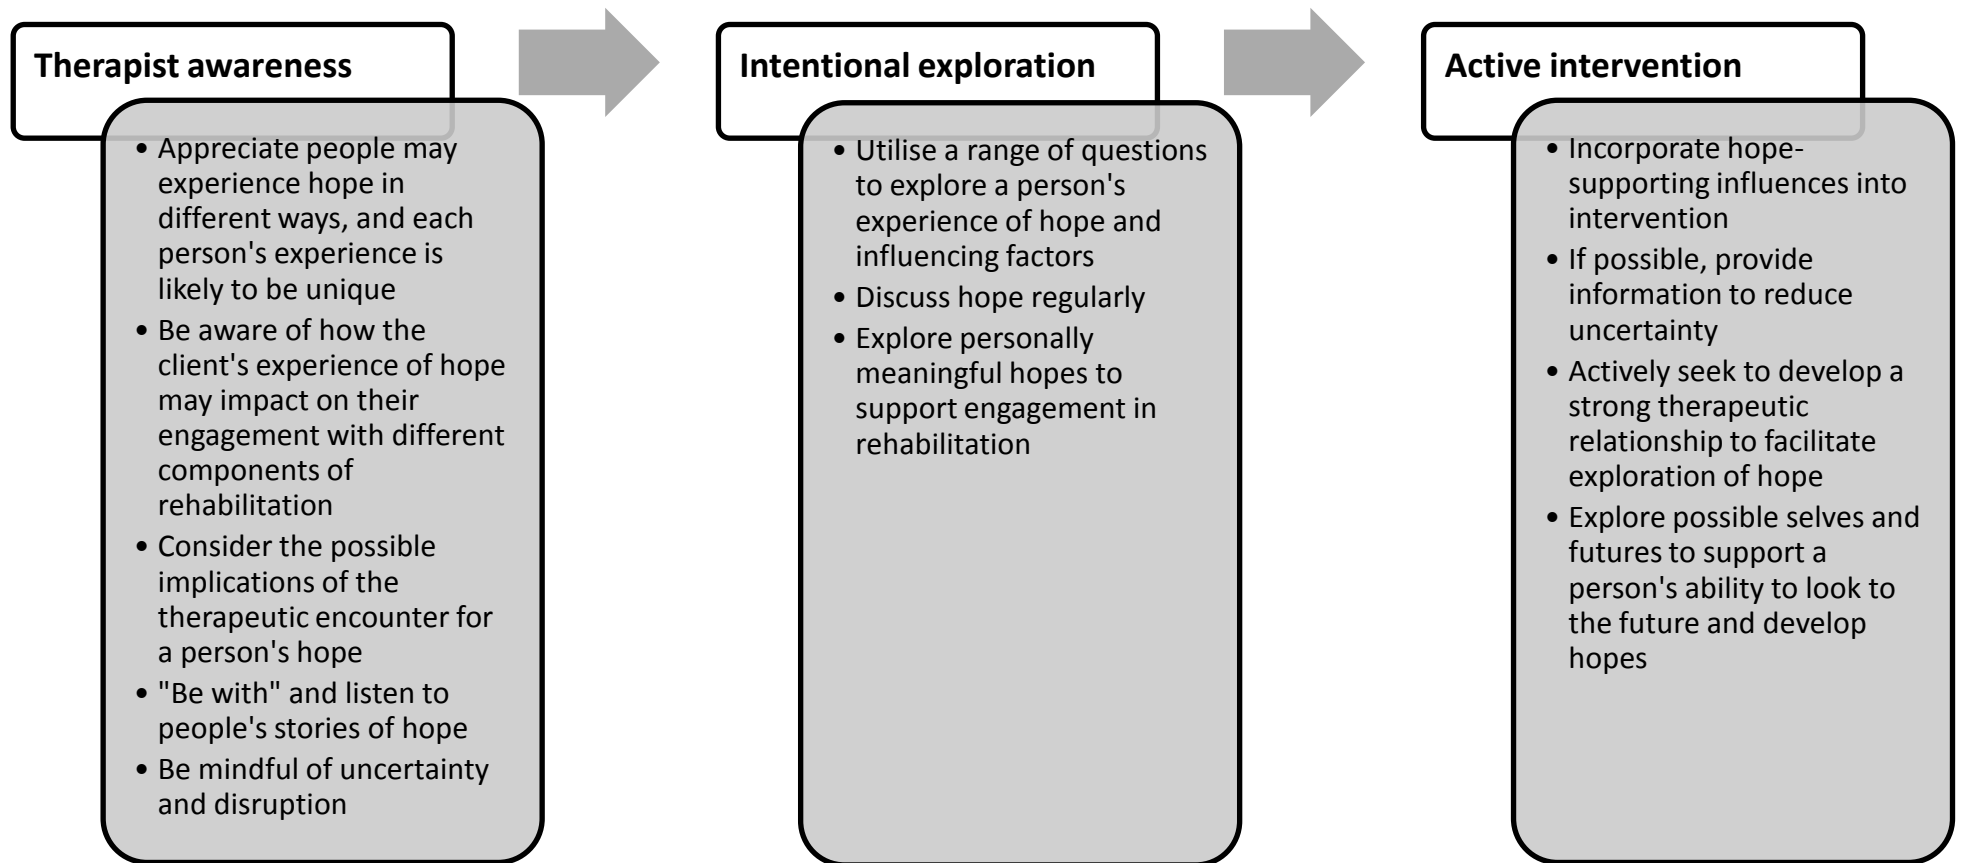 Therapist awareness
• Appreciate people may
experience hope in
different ways, and each
person's experience is
likely to be unique
• Be aware of how the
client's experience of hope
may impact on their
engagement with different
components of
rehabilitation
• Consider the possible
implications of the
therapeutic encounter for
a person's hope
• "Be with" and listen to
people's stories of hope
• Be mindful of uncertainty
and disruption
Intentional exploration
• Utilise a range of questions
to explore a person's
experience of hope and
influencing factors
• Discuss hope regularly
• Explore personally
meaningful hopes to
support engagement in
rehabilitation
Active intervention
• Incorporate hope-
supporting influences into
intervention
• If possible, provide
information to reduce
uncertainty
• Actively seek to develop a
strong therapeutic
relationship to facilitate
exploration of hope
• Explore possible selves and
futures to support a
person's ability to look to
the future and develop
hopes